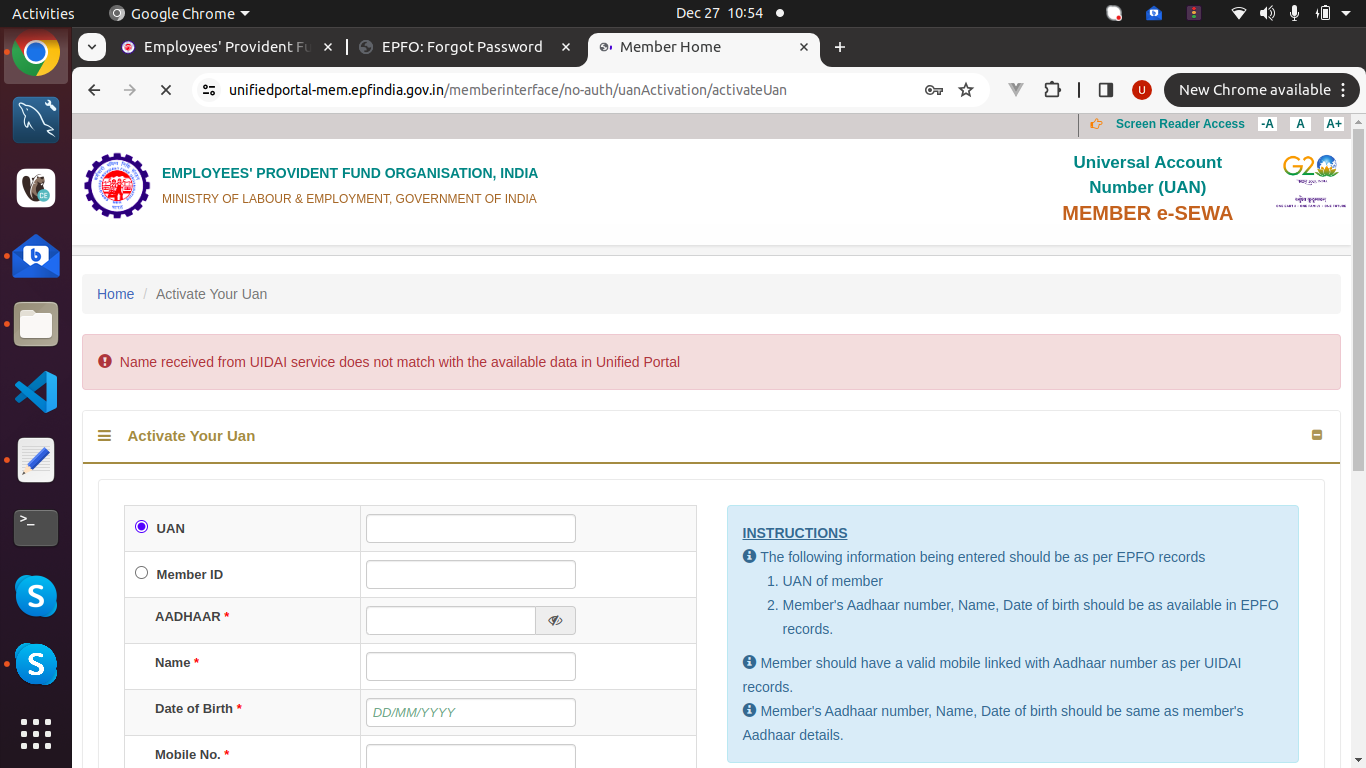 Activities
Google Chrome
Dec 27 10:54
Employees' Provident Fu
EPFO: Forgot Password
Member Home
unifiedportal-mem.epfindia.gov.in/memberinterface/no-auth/uanActivation/activateUan
U
New Chrome available
Screen Reader Access -A A A+
EMPLOYEES' PROVIDENT FUND ORGANISATION, INDIA
MINISTRY OF LABOUR & EMPLOYMENT, GOVERNMENT OF INDIA
Universal Account
Number (UAN)
MEMBER e-SEWA
G20
Home / Activate Your Uan
Name received from UIDAI service does not match with the available data in Unified Portal
Activate Your Uan
UAN
Member ID
AADHAAR *
Name *
Date of Birth *
DD/MM/YYYY
Mobile No. *
INSTRUCTIONS
The following information being entered should be as per EPFO records
1. UAN of member
2. Member's Aadhaar number, Name, Date of birth should be as available in EPFO
records.
Member should have a valid mobile linked with Aadhaar number as per UIDAI
records.
Member's Aadhaar number, Name, Date of birth should be same as member's
Aadhaar details.